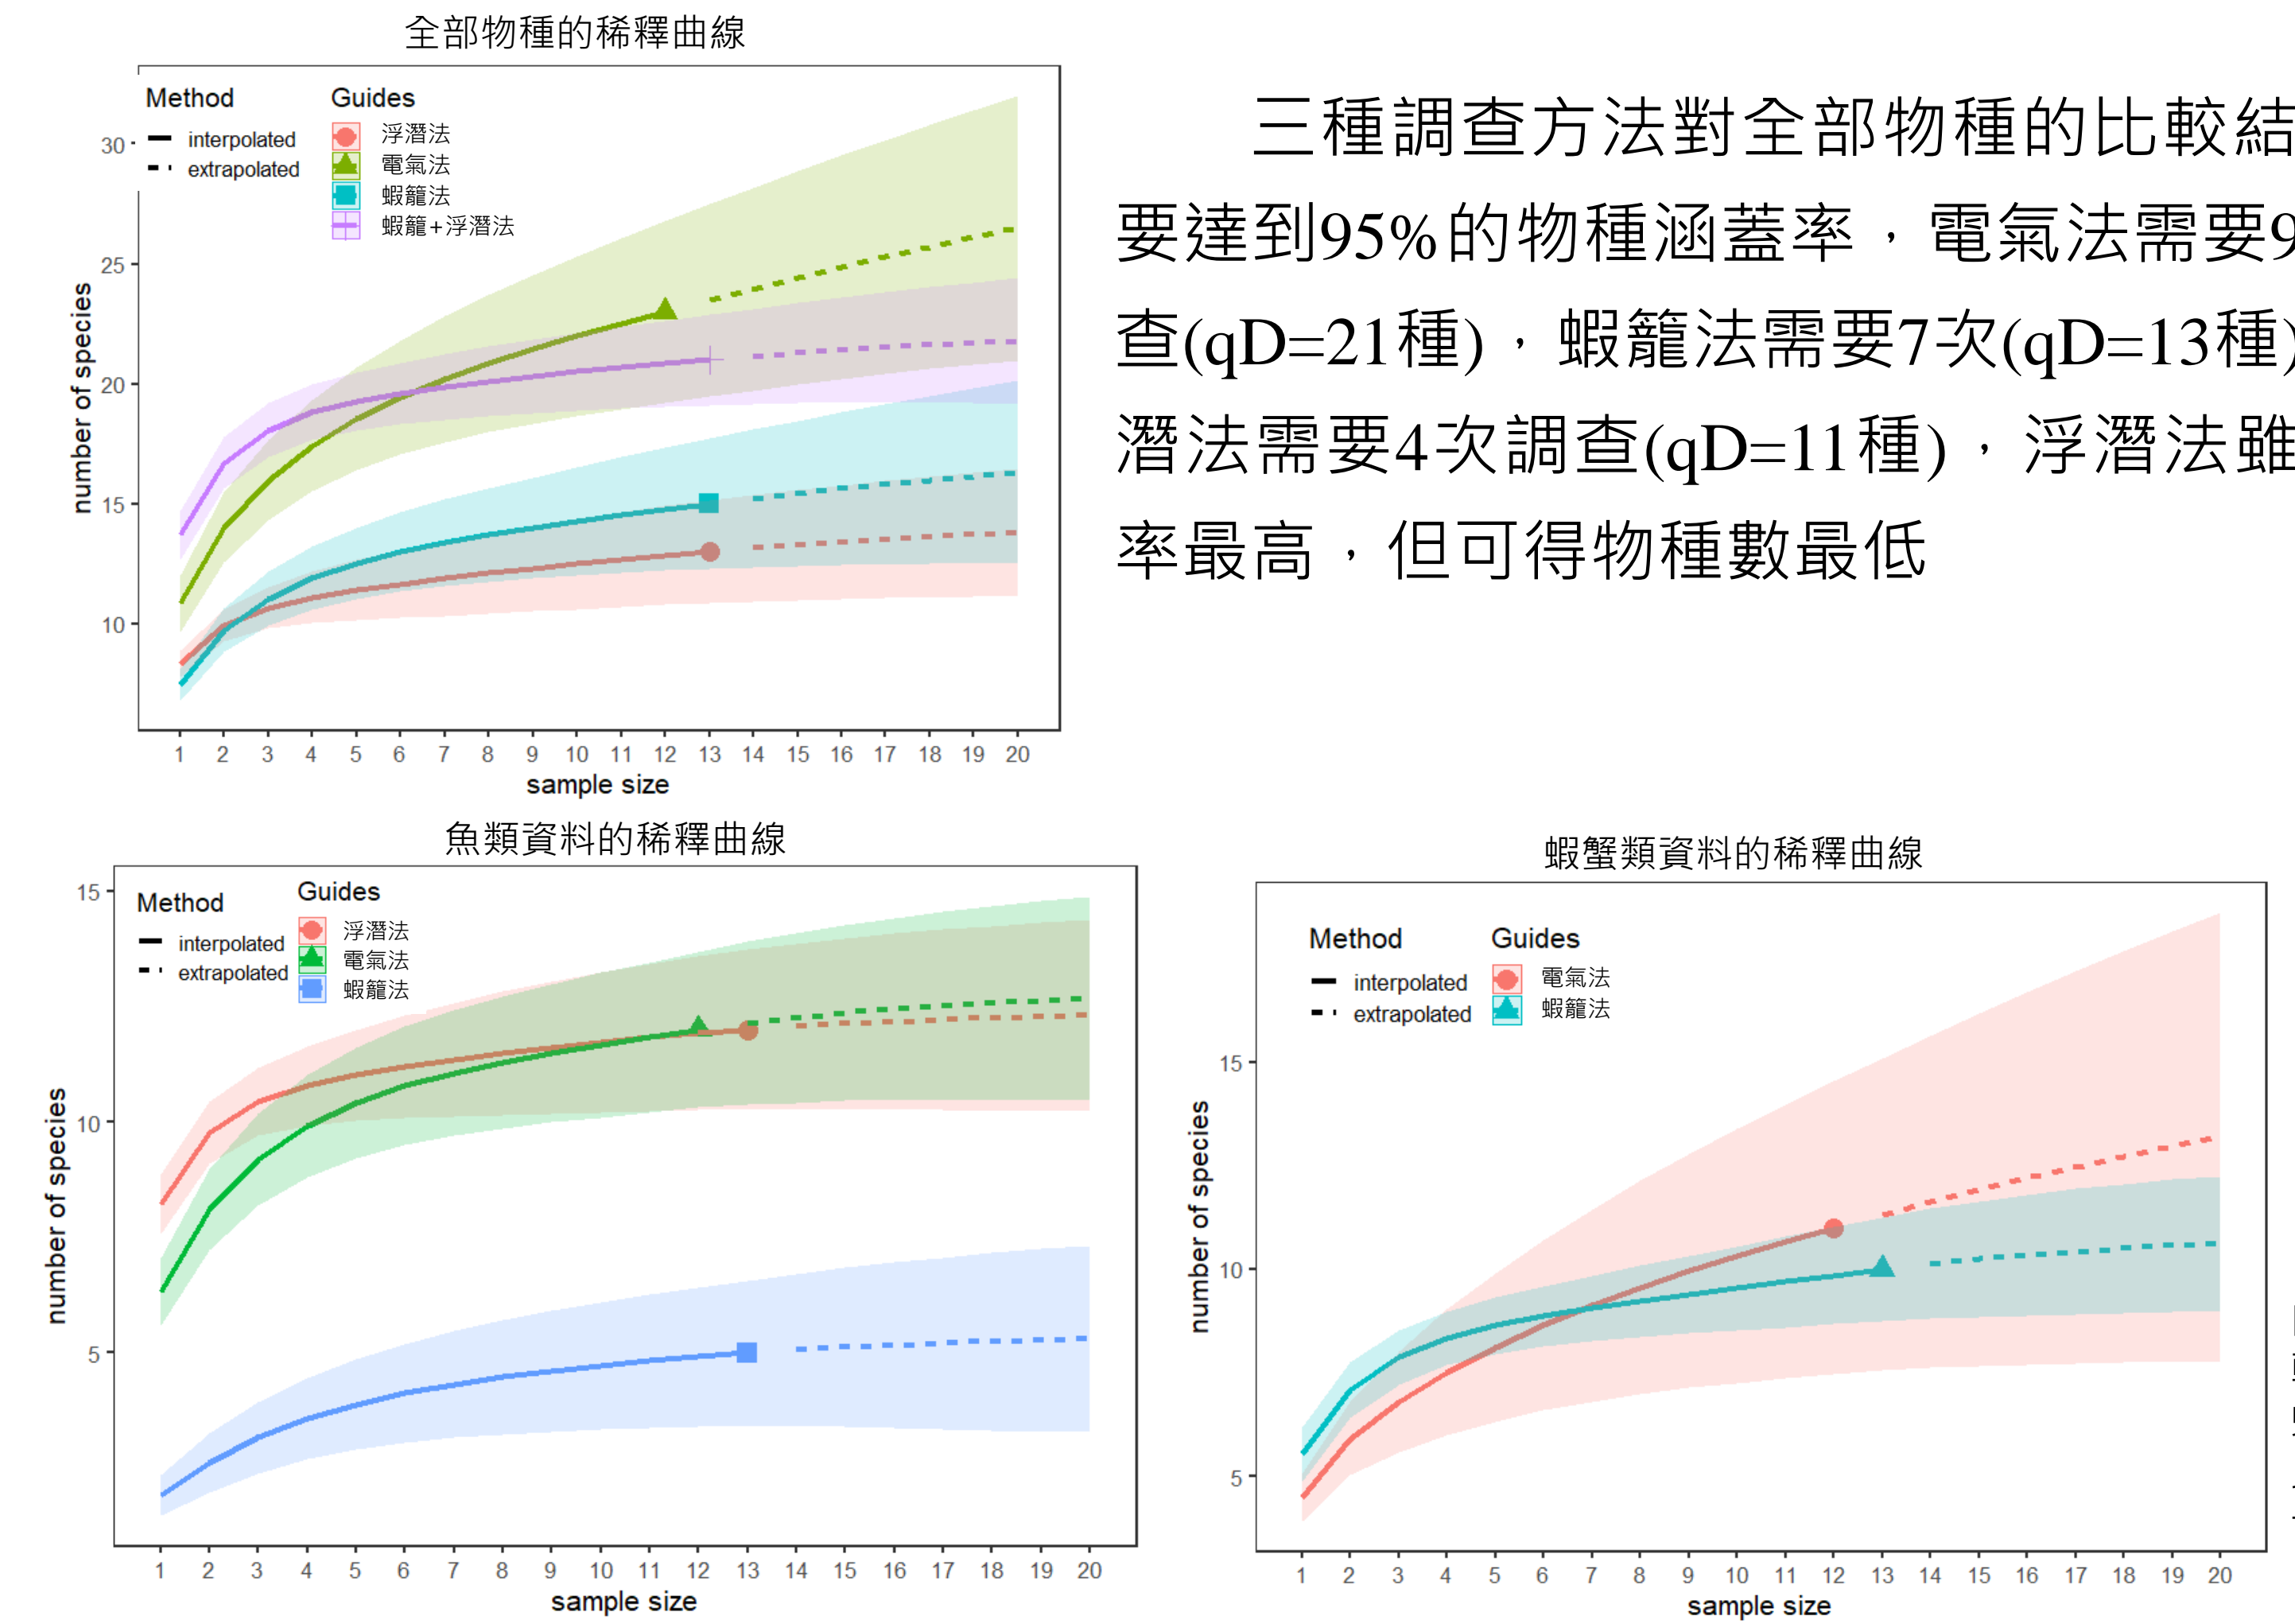 全部物種的稀釋曲線
Method
interpolated
extrapolated
Guides
浮潛法
電氣法
蝦籠法
蝦籠+浮潛法
number of species
30
25
20
15
10
1 2 3 4 5 6 7 8 9 10 11 12 13 14 15 16 17 18 19 20
sample size
三種調查方法對全部物種的比較結
要達到95%的物種涵蓋率，電氣法需要9
查(qD=21種)，蝦籠法需要7次(qD=13種)
潛法需要4次調查(qD=11種)，浮潛法雖
率最高，但可得物種數最低
魚類資料的稀釋曲線
Method
interpolated
extrapolated
Guides
浮潛法
電氣法
蝦籠法
number of species
15
10
5
1 2 3 4 5 6 7 8 9 10 11 12 13 14 15 16 17 18 19 20
sample size
蝦蟹類資料的稀釋曲線
Method
interpolated
extrapolated
Guides
電氣法
蝦籠法
number of species
15
10
5
1 2 3 4 5 6 7 8 9 10 11 12 13 14 15 16 17 18 19 20
sample size